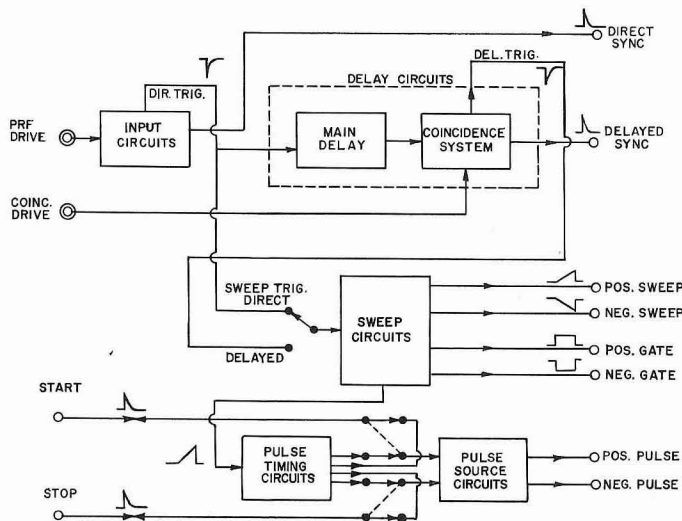 DIRECT
SYNC
DEL. TRIG.
DELAY CIRCUITS
DIR. TRIG.
PRF
DRIVE
INPUT
CIRCUITS
MAIN
DELAY
COINCIDENCE
SYSTEM
DELAYED
SYNC
COINC. DRIVE
SWEEP TRIG.
DIRECT
DELAYED
SWEEP
CIRCUITS
POS. SWEEP
NEG. SWEEP
POS. GATE
NEG. GATE
START
PULSE
TIMING
CIRCUITS
PULSE
SOURCE
CIRCUITS
POS. PULSE
NEG. PULSE
STOP